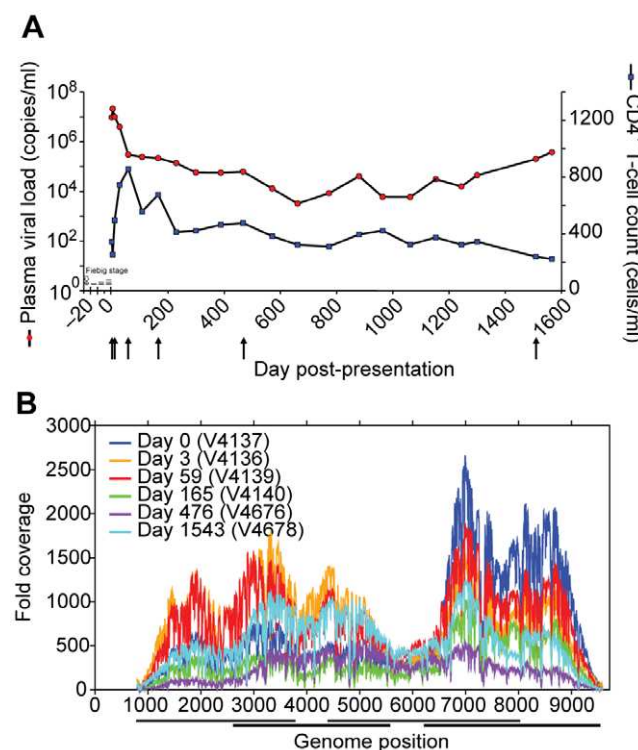 A
Plasma viral load (copies/ml)
10⁸
10⁶
10⁴
10²
10⁰
1200
800
400
0
CD4⁺ T-cell count (cells/ml)
Fiebig stage
−20
0
200
400
600
800
1000
1200
1400
1600
Day post-presentation
B
Fold coverage
3000
2500
2000
1500
1000
500
0
Day 0 (V4137)
Day 3 (V4136)
Day 59 (V4139)
Day 165 (V4140)
Day 476 (V4676)
Day 1543 (V4678)
1000 2000 3000 4000 5000 6000 7000 8000 9000
Genome position